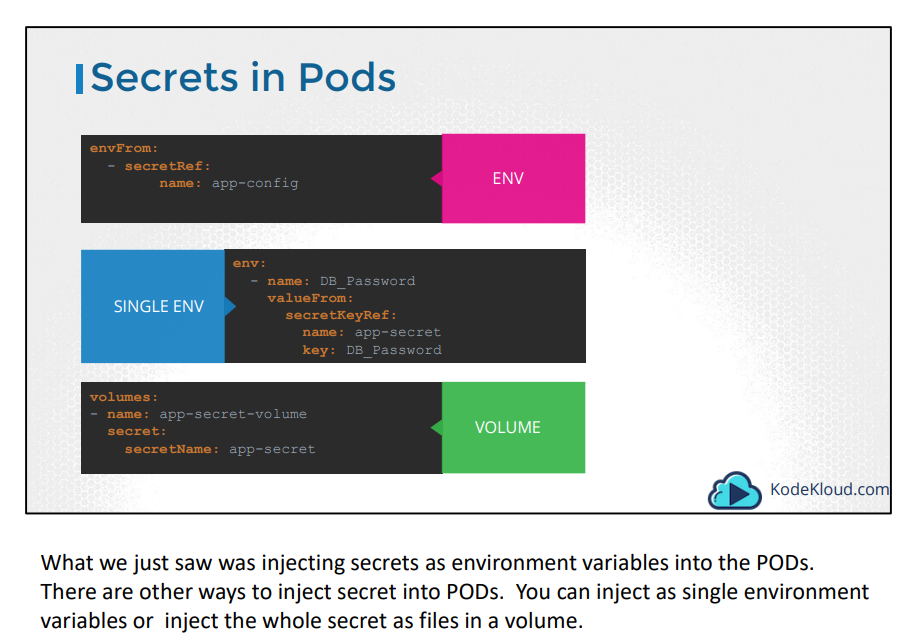 Secrets in Pods
envFrom:
- secretRef:
name: app-config
ENV
SINGLE ENV
env:
- name: DB_Password
valueFrom:
secretKeyRef:
name: app-secret
key: DB_Password
volumes:
- name: app-secret-volume
secret:
secretName: app-secret
VOLUME
KodeKloud.com
What we just saw was injecting secrets as environment variables into the PODs.
There are other ways to inject secret into PODs.  You can inject as single environment
variables or  inject the whole secret as files in a volume.